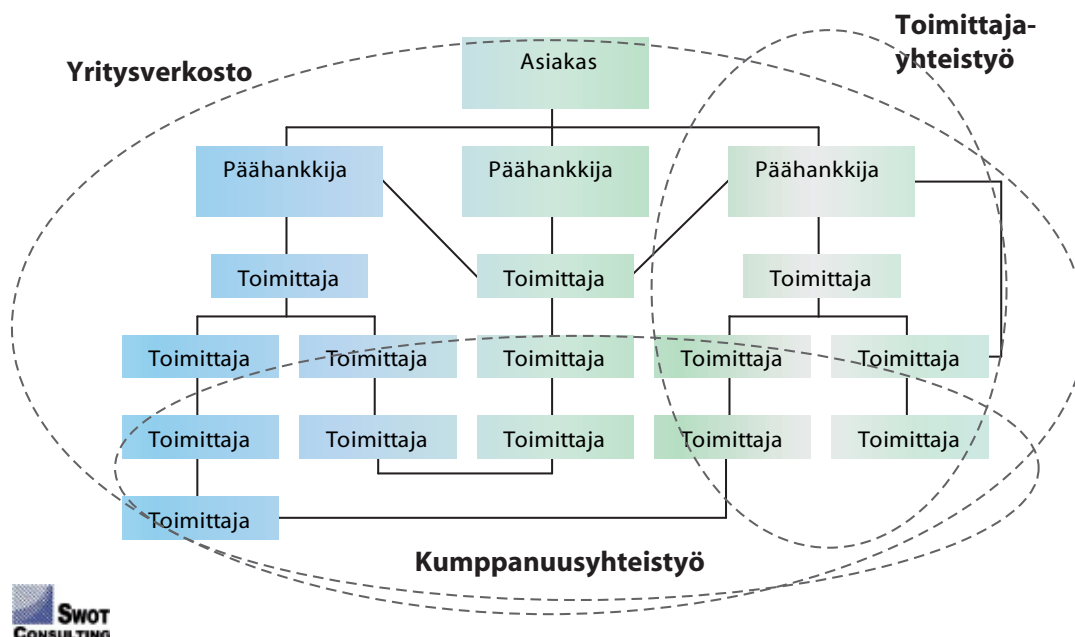 Toimittaja-
yhteistyö
Yritysverkosto
Asiakas
Päähankkija
Päähankkija
Päähankkija
Toimittaja
Toimittaja
Toimittaja
Toimittaja
Toimittaja
Toimittaja
Toimittaja
Toimittaja
Toimittaja
Toimittaja
Toimittaja
Toimittaja
Toimittaja
Toimittaja
Kumppanuusyhteistyö
SWOT
CONSULTING